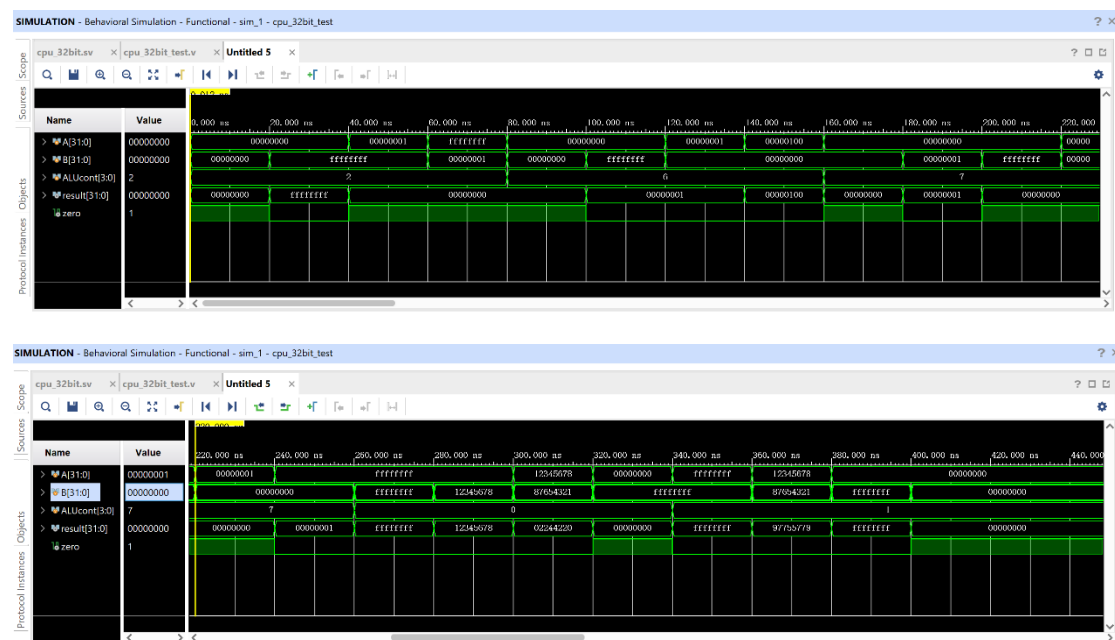 SIMULATION - Behavioral Simulation - Functional - sim_1 - cpu_32bit_test ? ×
cpu_32bit.sv × cpu_32bit_test.v × Untitled 5 × ?
Scope
Sources
Objects
Protocol Instances
0.012 ns
Name Value 0.000 ns 20.000 ns 40.000 ns 60.000 ns 80.000 ns 100.000 ns 120.000 ns 140.000 ns 160.000 ns 180.000 ns 200.000 ns 220.000
> A[31:0] 00000000 00000000 00000001 ffffffff 00000000 00000001 00000100 00000000 00000
> B[31:0] 00000000 00000000 ffffffff 00000001 00000000 ffffffff 00000000 00000001 ffffffff 00000
> ALUcont[3:0] 2 2 6 7
> result[31:0] 00000000 00000000 ffffffff 00000000 00000001 00000100 00000000 00000001 00000000
zero 1
SIMULATION - Behavioral Simulation - Functional - sim_1 - cpu_32bit_test ?
cpu_32bit.sv × cpu_32bit_test.v × Untitled 5 × ?
Scope
Sources
Objects
Protocol Instances
Name Value 220.000 ns 240.000 ns 260.000 ns 280.000 ns 300.000 ns 320.000 ns 340.000 ns 360.000 ns 380.000 ns 400.000 ns 420.000 ns 440.000
> A[31:0] 00000001 00000001 ffffffff 12345678 00000000 ffffffff 12345678 00000000
> B[31:0] 00000000 00000000 ffffffff 12345678 87654321 ffffffff 87654321 ffffffff 00000000
> ALUcont[3:0] 7 7 0 1
> result[31:0] 00000000 00000000 00000001 ffffffff 12345678 02244220 00000000 ffffffff 97755779 ffffffff 00000000
zero 1